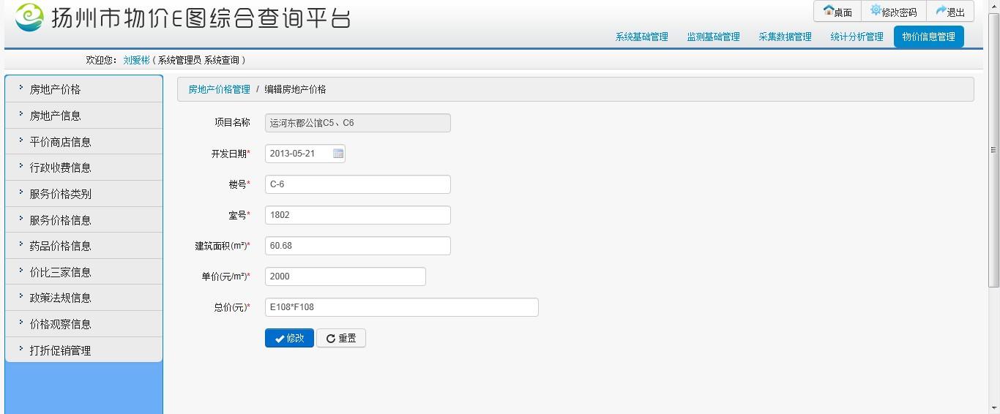 扬州市物价E图综合查询平台
桌面 修改密码 退出
系统基础管理 监测基础管理 采集数据管理 统计分析管理 物价信息管理
欢迎您： 刘爱彬 ( 系统管理员 系统查询 )
房地产价格
房地产信息
平价商店信息
行政收费信息
服务价格类别
服务价格信息
药品价格信息
价比三家信息
政策法规信息
价格观察信息
打折促销管理
房地产价格管理 / 编辑房地产价格
项目名称 运河东郡公馆C5、C6
开发日期* 2013-05-21
楼号* C-6
室号* 1802
建筑面积(m²)* 60.68
单价(元/m²)* 2000
总价(元)* E108*F108
修改 重置